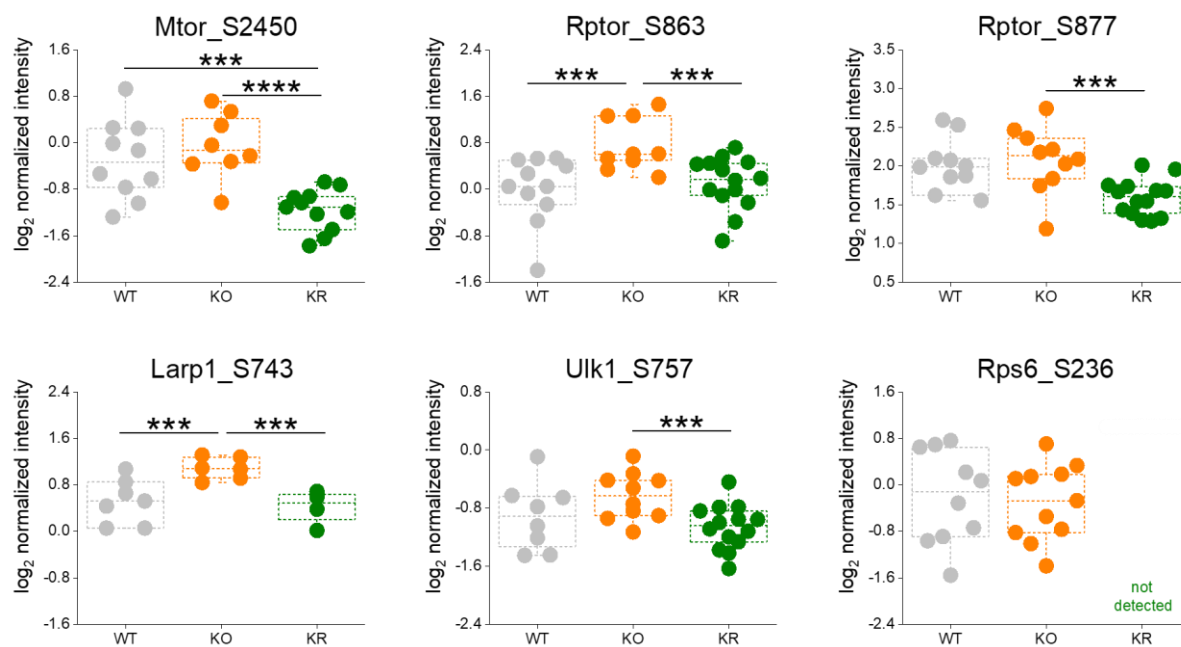 Mtor_S2450
log₂ normalized intensity
1.6
0.8
0.0
-0.8
-1.6
-2.4
***
****
WT
KO
KR
Rptor_S863
log₂ normalized intensity
2.4
1.6
0.8
0.0
-0.8
-1.6
***
***
WT
KO
KR
Rptor_S877
log₂ normalized intensity
3.5
3.0
2.5
2.0
1.5
1.0
0.5
***
WT
KO
KR
Larp1_S743
log₂ normalized intensity
2.4
1.6
0.8
0.0
-0.8
-1.6
***
***
WT
KO
KR
Ulk1_S757
log₂ normalized intensity
0.8
0.0
-0.8
-1.6
-2.4
***
WT
KO
KR
Rps6_S236
log₂ normalized intensity
1.6
0.8
0.0
-0.8
-1.6
-2.4
not
detected
WT
KO
KR